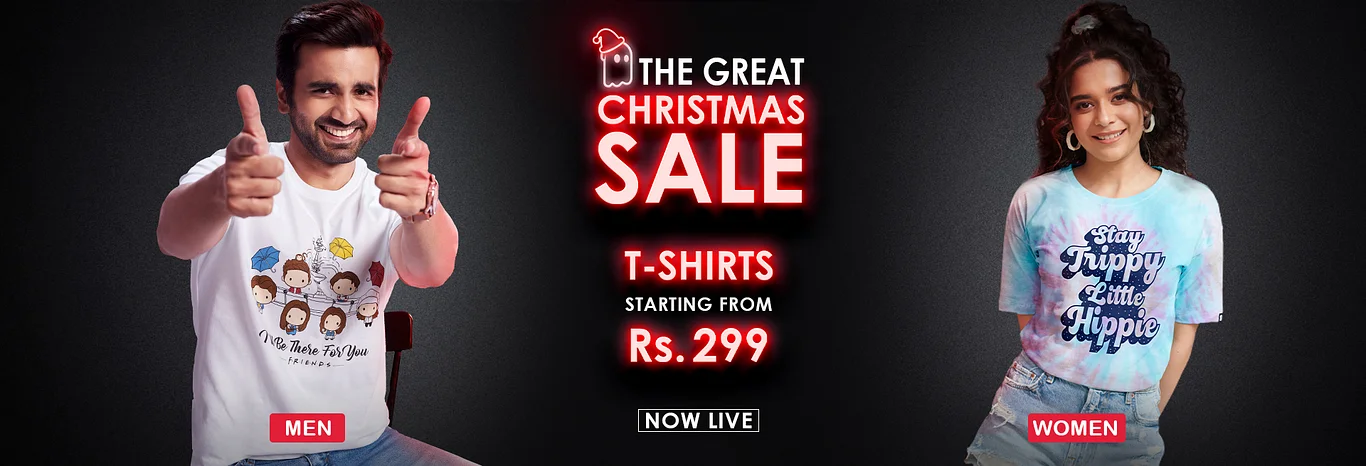 THE GREAT
CHRISTMAS
SALE
T-SHIRTS
STARTING FROM
Rs. 299
NOW LIVE
I'll Be There For You
FRIENDS
MEN
Stay
Trippy
Little
Hippie
WOMEN